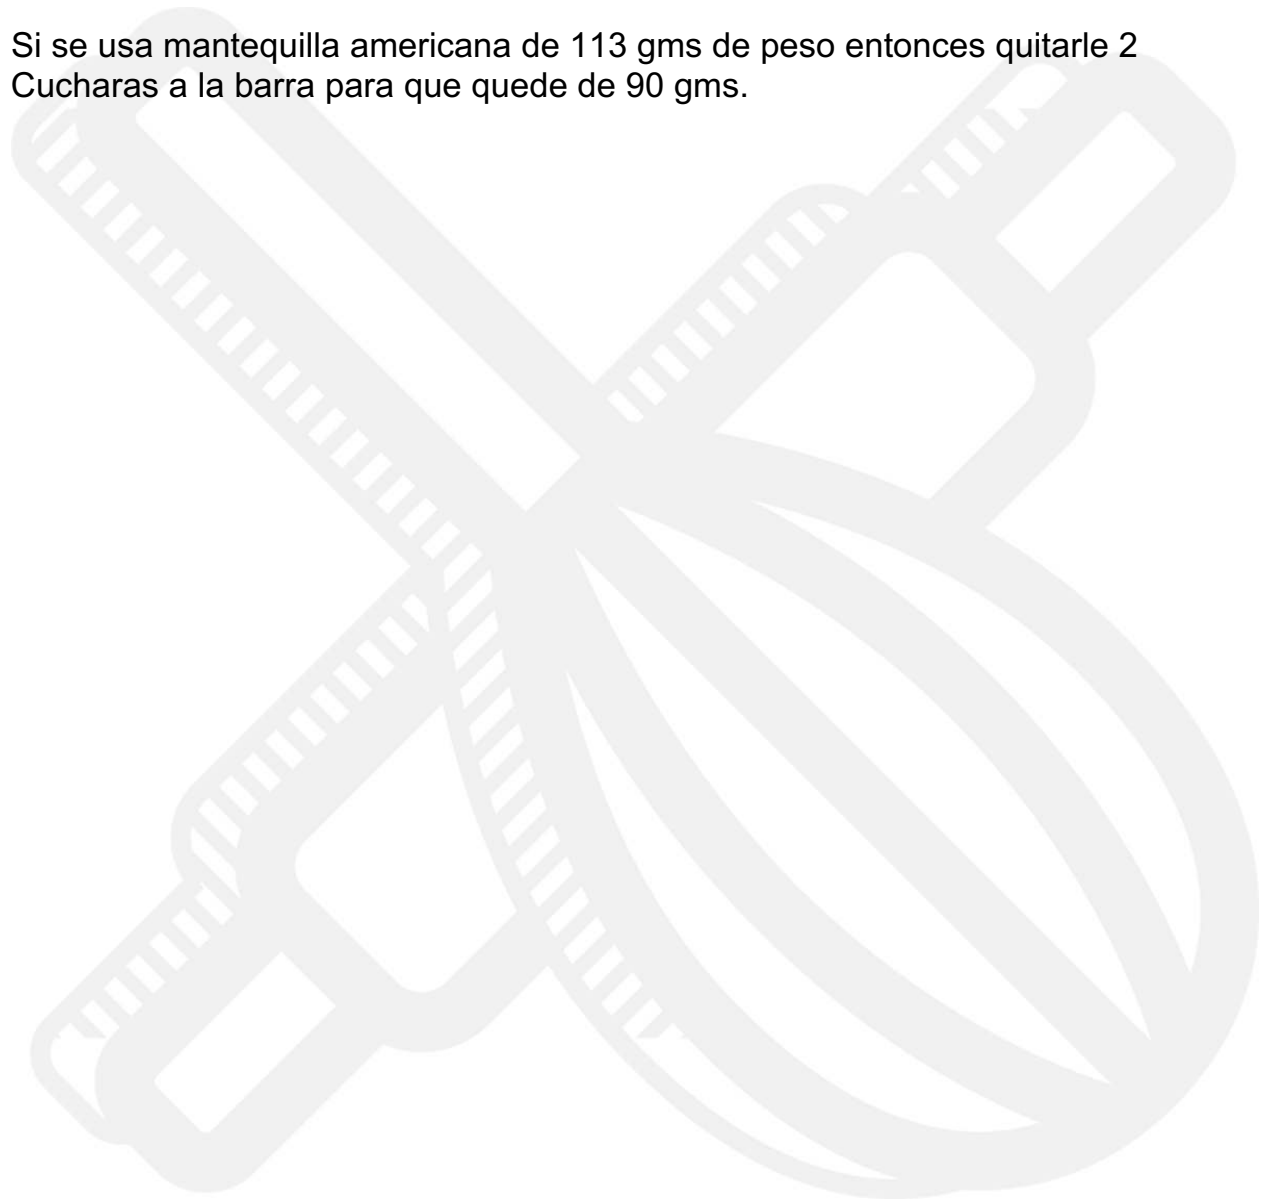 Si se usa mantequilla americana de 113 gms de peso entonces quitarle 2
Cucharas a la barra para que quede de 90 gms.